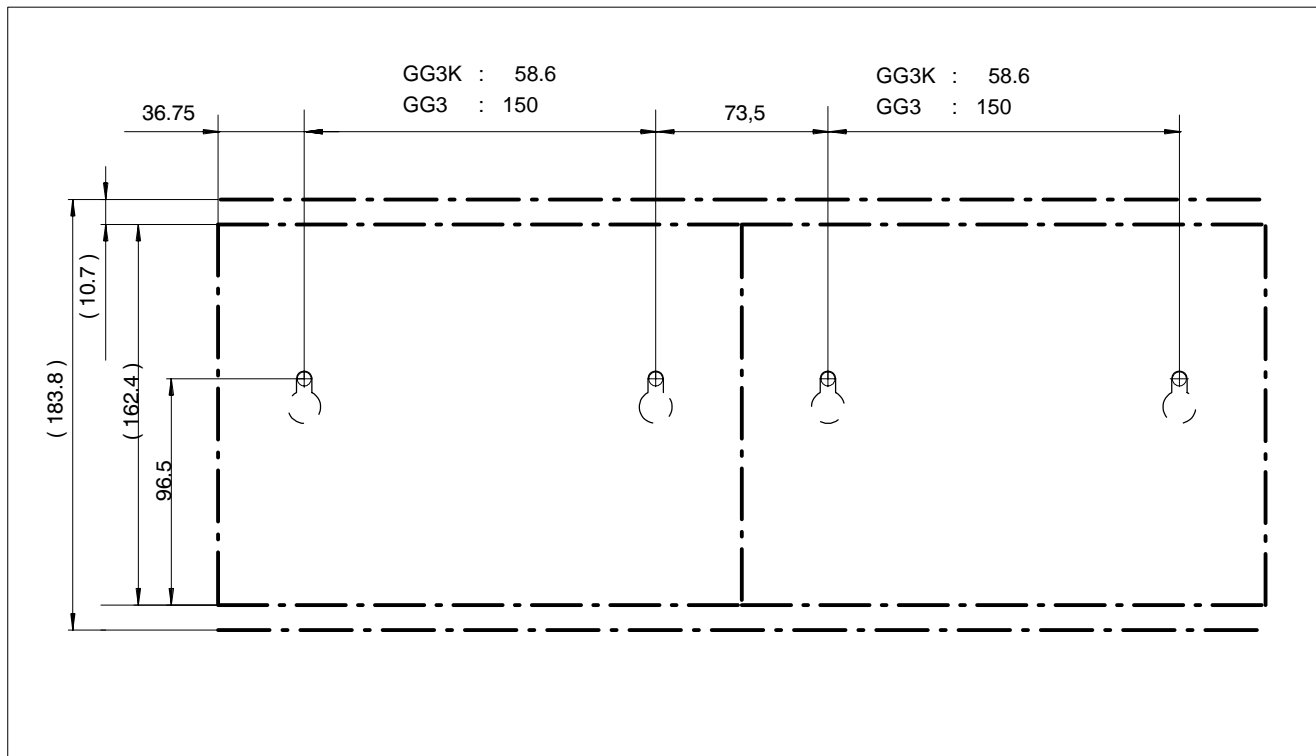 GG3K : 58.6
GG3 : 150
GG3K : 58.6
GG3 : 150
36.75
73,5
( 10.7 )
( 183.8 )
( 162.4 )
96.5